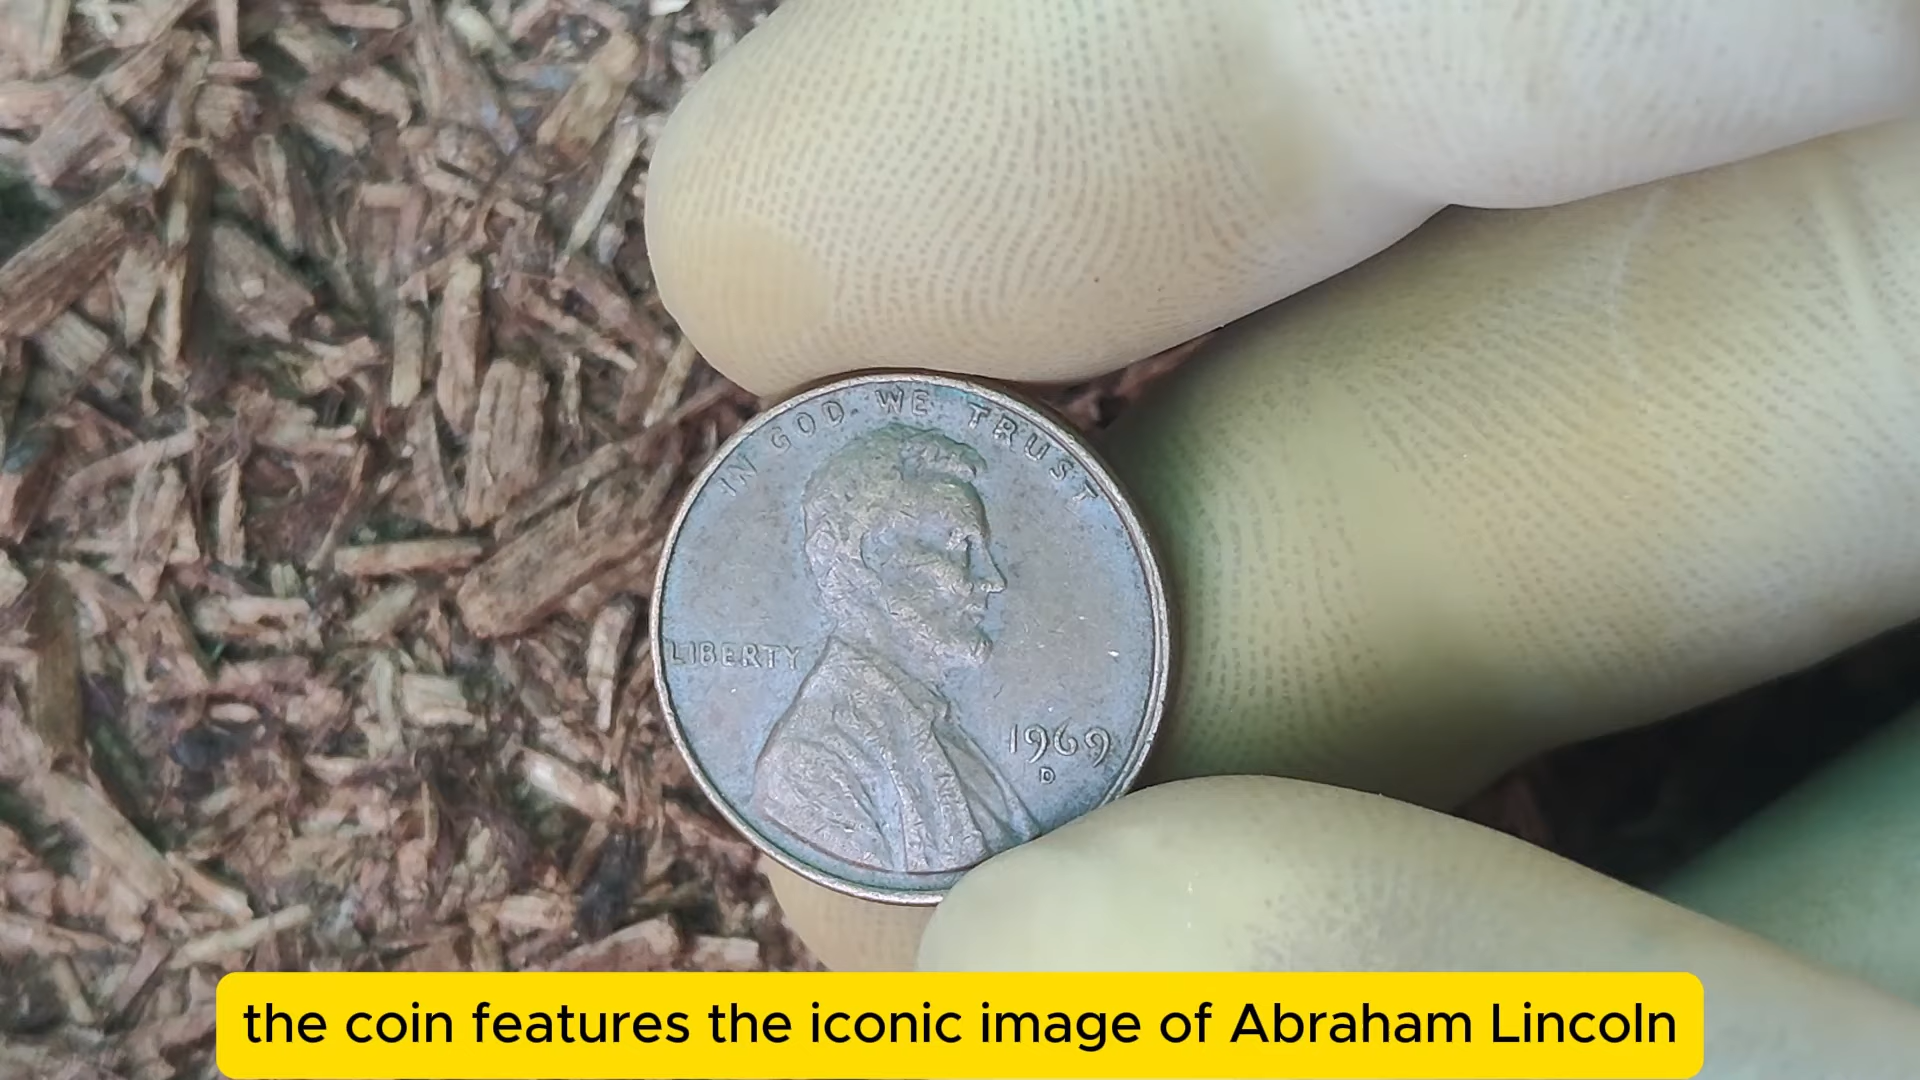 IN GOD WE TRUST
LIBERTY
1969
D
the coin features the iconic image of Abraham Lincoln